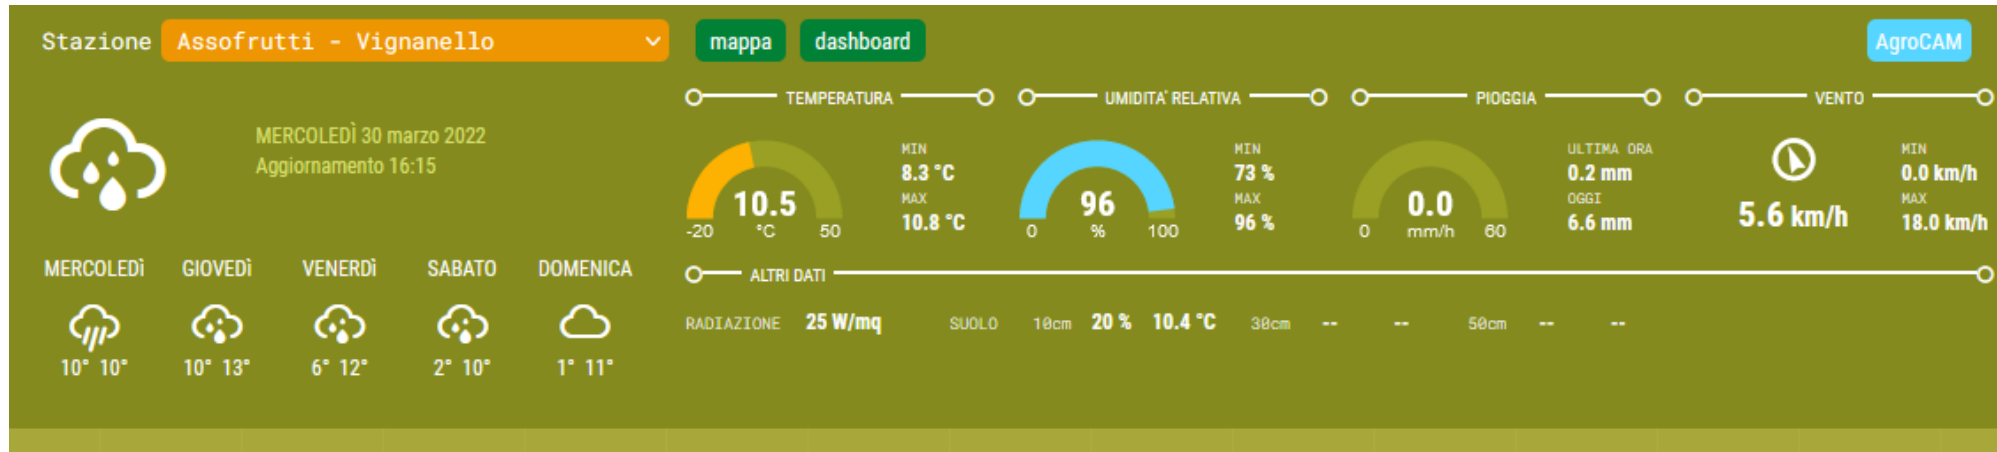 Stazione Assofrutti - Vignanello mappa dashboard AgroCAM
MERCOLEDÌ 30 marzo 2022
Aggiornamento 16:15
MERCOLEDÌ GIOVEDÌ VENERDÌ SABATO DOMENICA
10° 10° 10° 13° 6° 12° 2° 10° 1° 11°
TEMPERATURA
10.5
-20 °C 50
MIN
8.3 °C
MAX
10.8 °C
UMIDITA' RELATIVA
96
0 % 100
MIN
73 %
MAX
96 %
PIOGGIA
0.0
0 mm/h 60
ULTIMA ORA
0.2 mm
OGGI
6.6 mm
VENTO
5.6 km/h
MIN
0.0 km/h
MAX
18.0 km/h
ALTRI DATI
RADIAZIONE 25 W/mq SUOLO 10cm 20 % 10.4 °C 30cm -- -- 50cm -- --